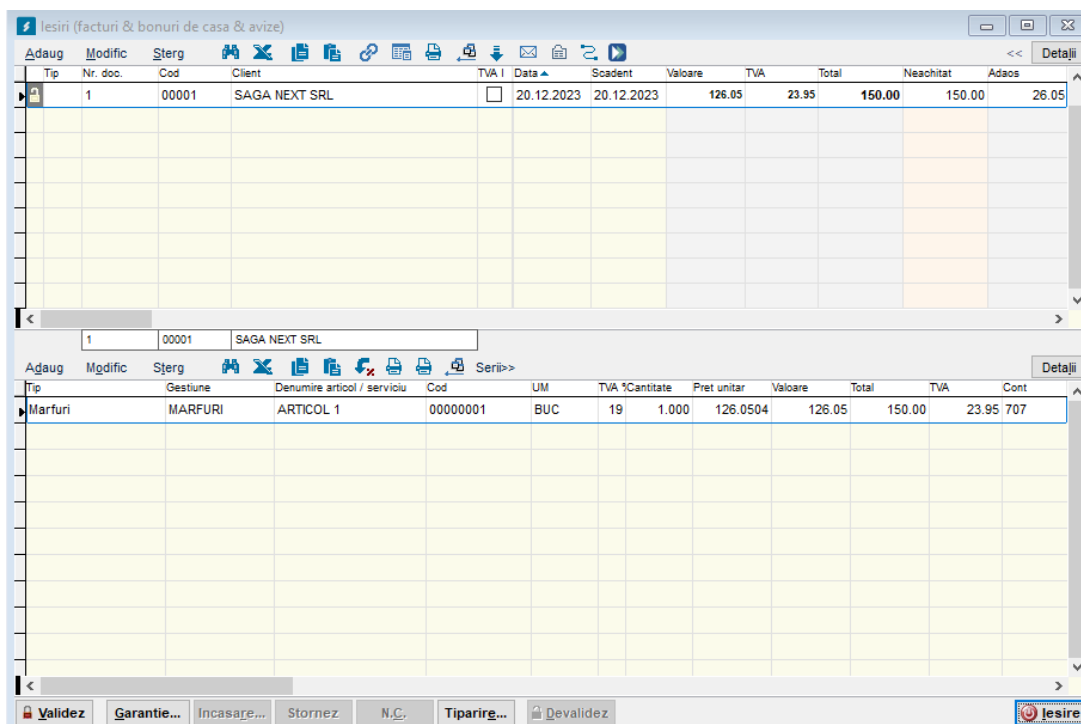 Iesiri (facturi & bonuri de casa & avize)
Adaug Modific Sterg << Detalii
Tip Nr. doc. Cod Client TVA I Data Scadent Valoare TVA Total Neachitat Adaos
1 00001 SAGA NEXT SRL 20.12.2023 20.12.2023 126.05 23.95 150.00 150.00 26.05
1 00001 SAGA NEXT SRL
Adaug Modific Sterg Serii>> Detalii
Tip Gestiune Denumire articol / serviciu Cod UM TVA % Cantitate Pret unitar Valoare Total TVA Cont
Marfuri MARFURI ARTICOL 1 00000001 BUC 19 1.000 126.0504 126.05 150.00 23.95 707
Validez Garantie... Incasare... Stornez N.C. Tiparire... Devalidez Iesire